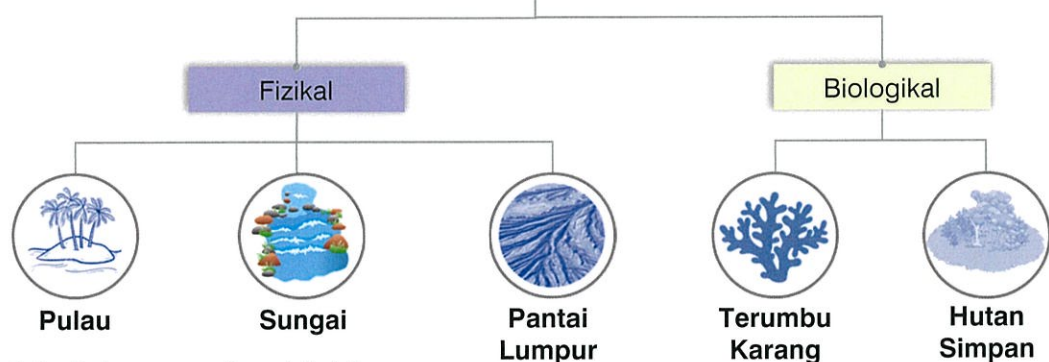 Fizikal
Biologikal
Pulau
Sungai
Pantai
Lumpur
Terumbu
Karang
Hutan
Simpan